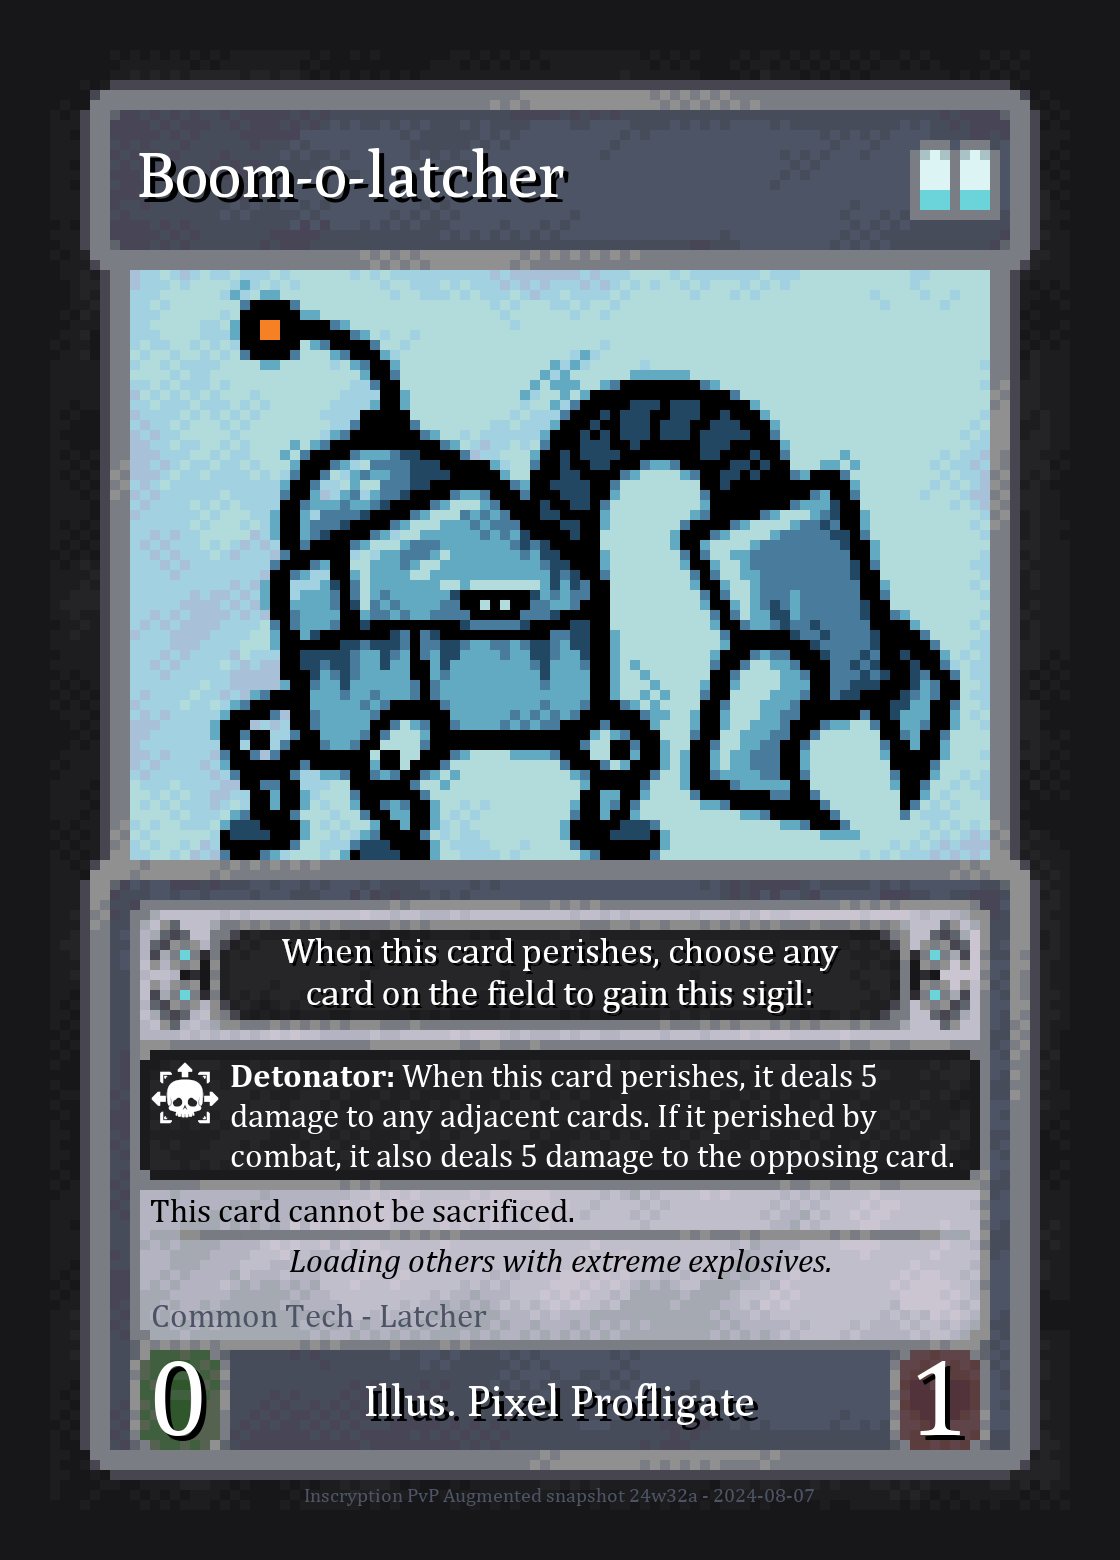 Boom-o-latcher
When this card perishes, choose any
card on the field to gain this sigil:
Detonator: When this card perishes, it deals 5
damage to any adjacent cards. If it perished by
combat, it also deals 5 damage to the opposing card.
This card cannot be sacrificed.
Loading others with extreme explosives.
Common Tech - Latcher
0
Illus. Pixel Profligate
1
Inscryption PvP Augmented snapshot 24w32a - 2024-08-07